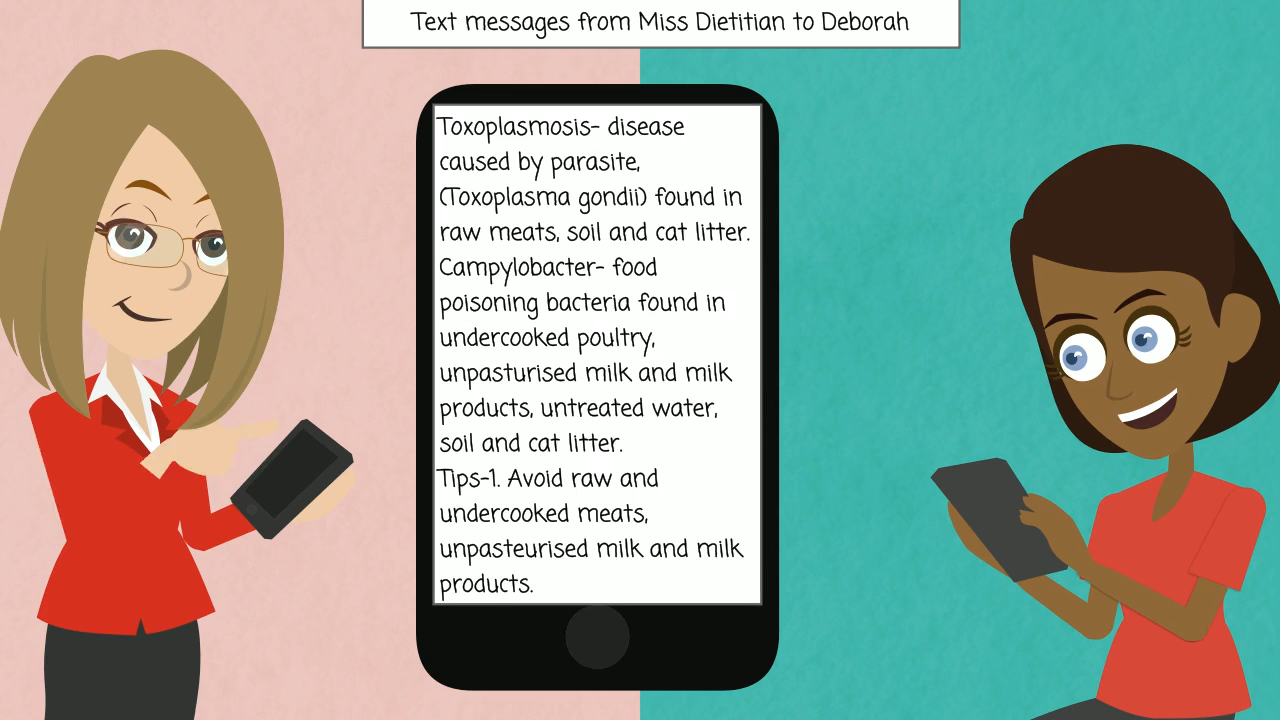 Text messages from Miss Dietitian to Deborah
Toxoplasmosis- disease
caused by parasite,
(Toxoplasma gondii) found in
raw meats, soil and cat litter.
Campylobacter- food
poisoning bacteria found in
undercooked poultry,
unpasturised milk and milk
products, untreated water,
soil and cat litter.
Tips-1. Avoid raw and
undercooked meats,
unpasteurised milk and milk
products.